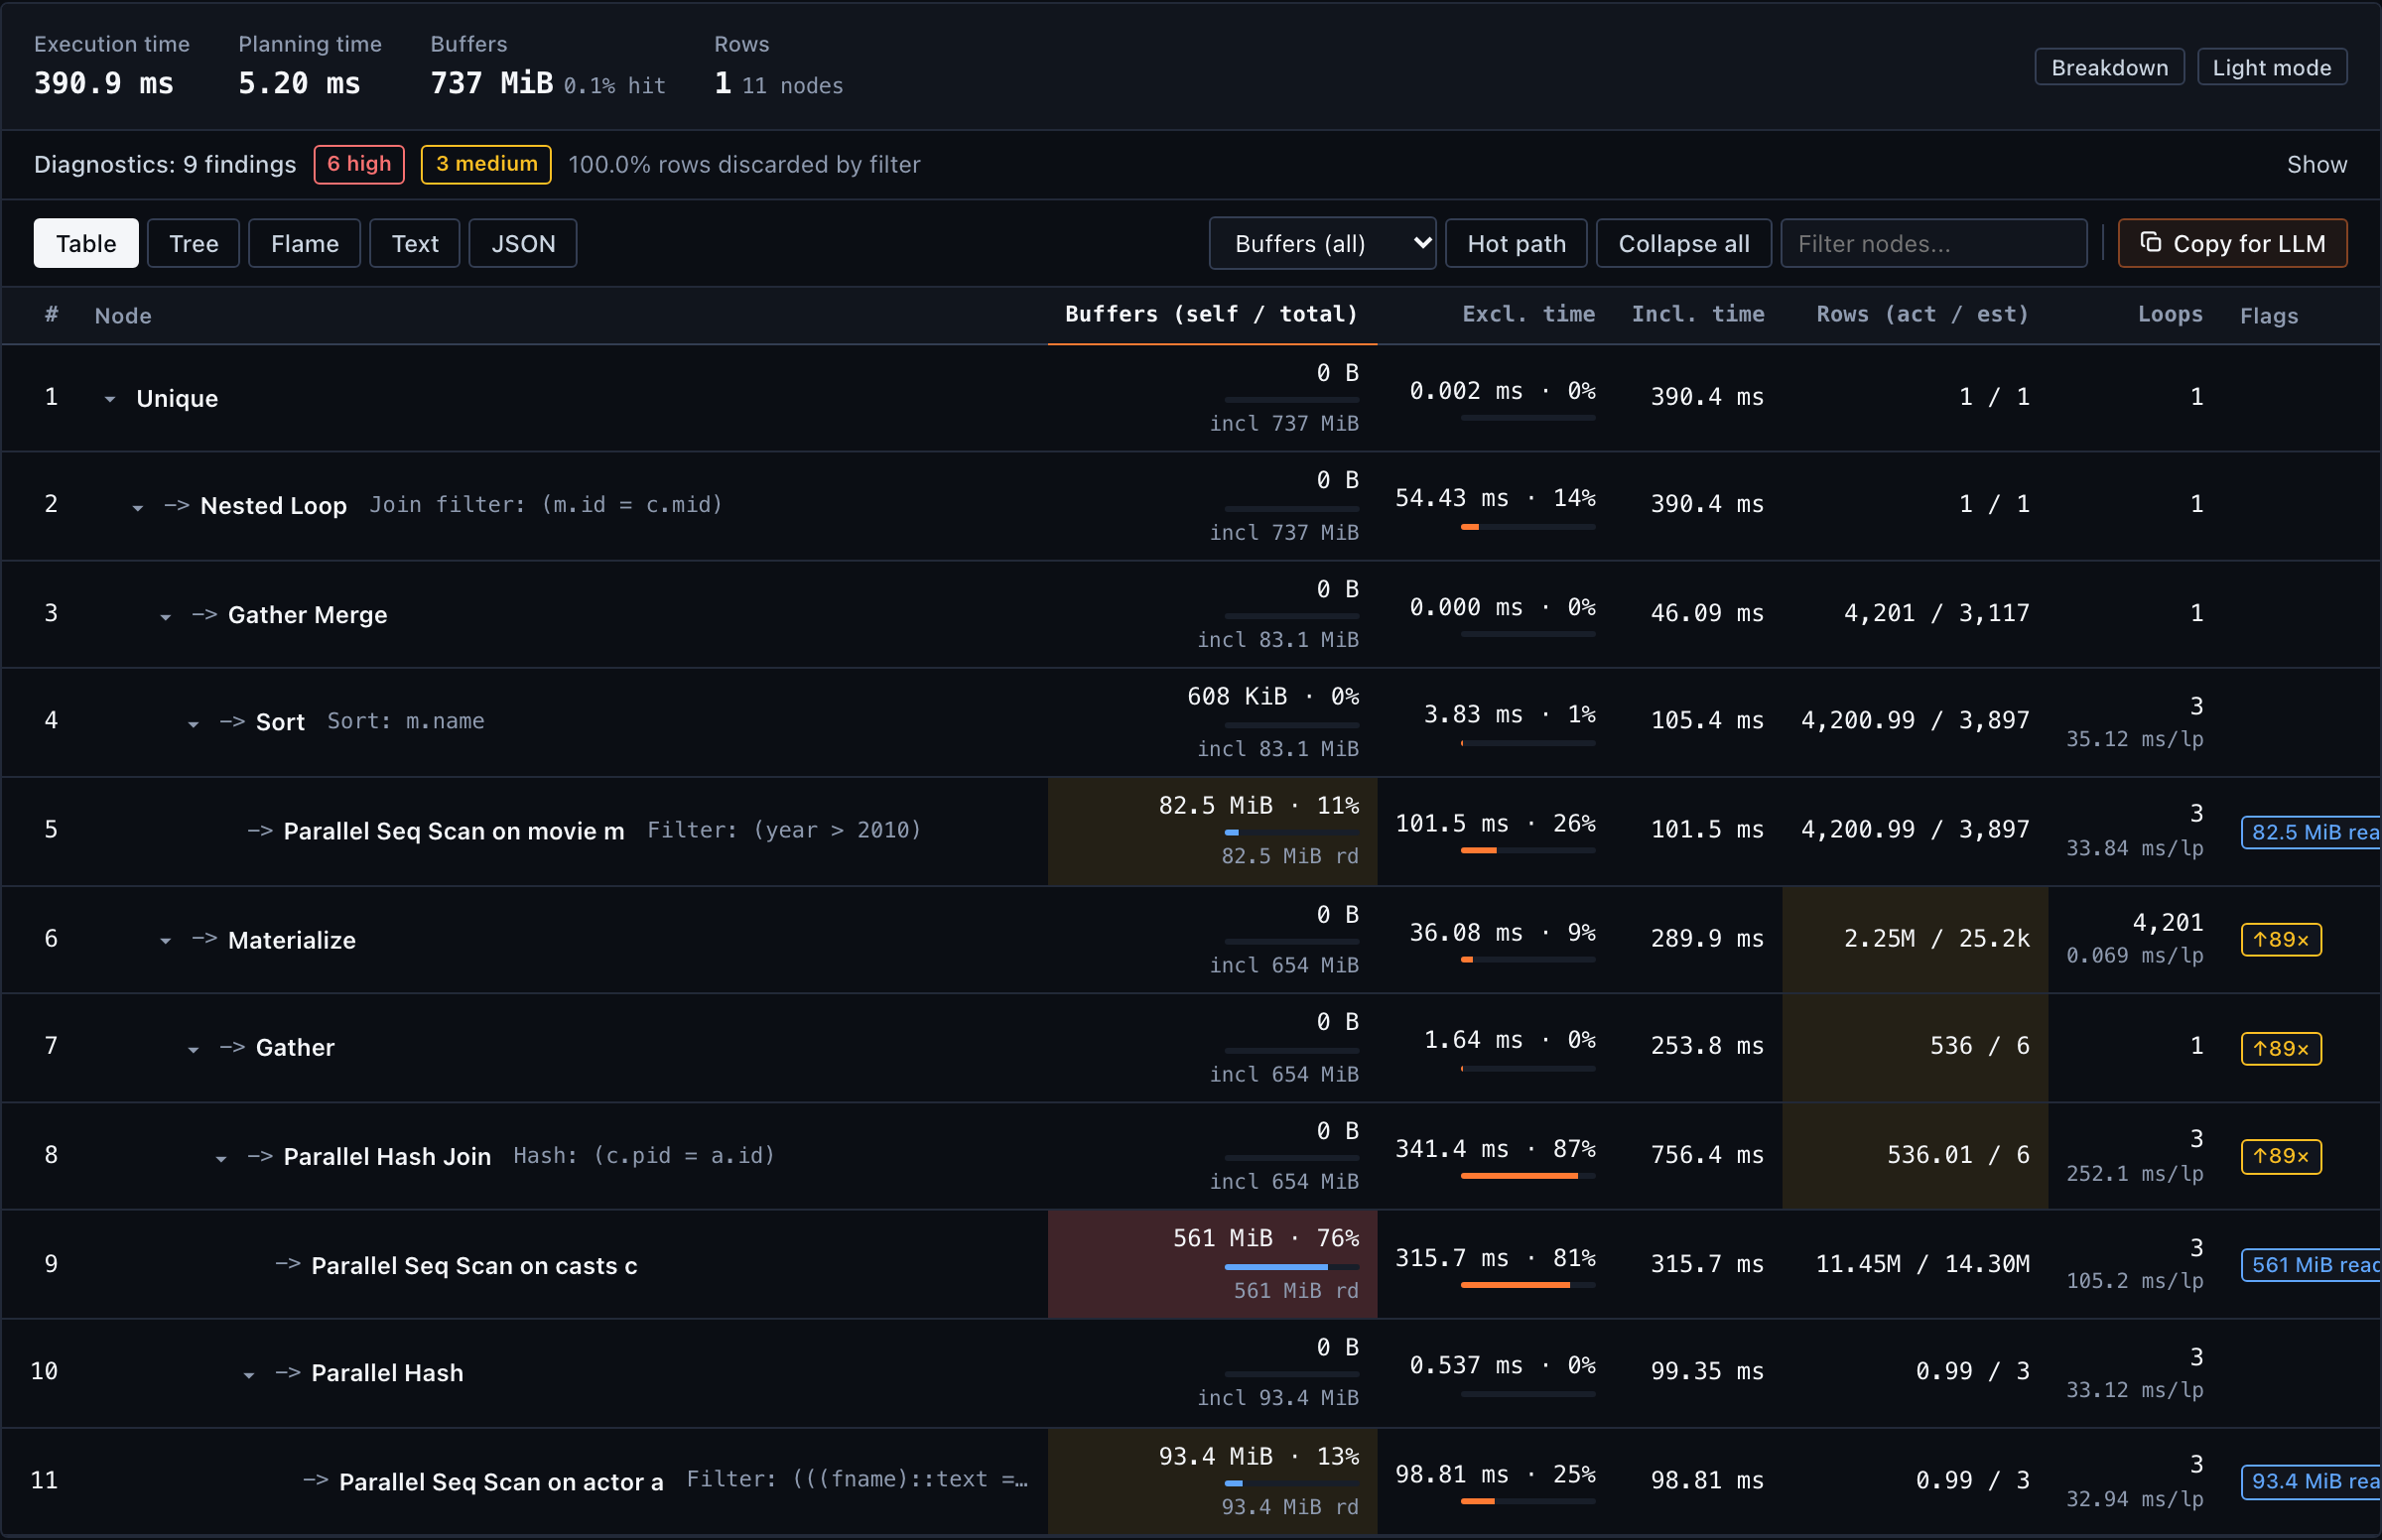 Execution time Planning time Buffers Rows
390.9 ms 5.20 ms 737 MiB 0.1% hit 1 11 nodes
Breakdown Light mode
Diagnostics: 9 findings 6 high 3 medium 100.0% rows discarded by filter Show
Table Tree Flame Text JSON Buffers (all) Hot path Collapse all Filter nodes... Copy for LLM
# Node Buffers (self / total) Excl. time Incl. time Rows (act / est) Loops Flags
1 Unique 0 B 0.002 ms · 0% 390.4 ms 1 / 1 1
incl 737 MiB
2 -> Nested Loop Join filter: (m.id = c.mid) 0 B 54.43 ms · 14% 390.4 ms 1 / 1 1
incl 737 MiB
3 -> Gather Merge 0 B 0.000 ms · 0% 46.09 ms 4,201 / 3,117 1
incl 83.1 MiB
4 -> Sort Sort: m.name 608 KiB · 0% 3.83 ms · 1% 105.4 ms 4,200.99 / 3,897 3
incl 83.1 MiB 35.12 ms/lp
5 -> Parallel Seq Scan on movie m Filter: (year > 2010) 82.5 MiB · 11% 101.5 ms · 26% 101.5 ms 4,200.99 / 3,897 3 82.5 MiB rea
82.5 MiB rd 33.84 ms/lp
6 -> Materialize 0 B 36.08 ms · 9% 289.9 ms 2.25M / 25.2k 4,201 ↑89×
incl 654 MiB 0.069 ms/lp
7 -> Gather 0 B 1.64 ms · 0% 253.8 ms 536 / 6 1 ↑89×
incl 654 MiB
8 -> Parallel Hash Join Hash: (c.pid = a.id) 0 B 341.4 ms · 87% 756.4 ms 536.01 / 6 3 ↑89×
incl 654 MiB 252.1 ms/lp
9 -> Parallel Seq Scan on casts c 561 MiB · 76% 315.7 ms · 81% 315.7 ms 11.45M / 14.30M 3 561 MiB read
561 MiB rd 105.2 ms/lp
10 -> Parallel Hash 0 B 0.537 ms · 0% 99.35 ms 0.99 / 3 3
incl 93.4 MiB 33.12 ms/lp
11 -> Parallel Seq Scan on actor a Filter: (((fname)::text =… 93.4 MiB · 13% 98.81 ms · 25% 98.81 ms 0.99 / 3 3 93.4 MiB rea
93.4 MiB rd 32.94 ms/lp